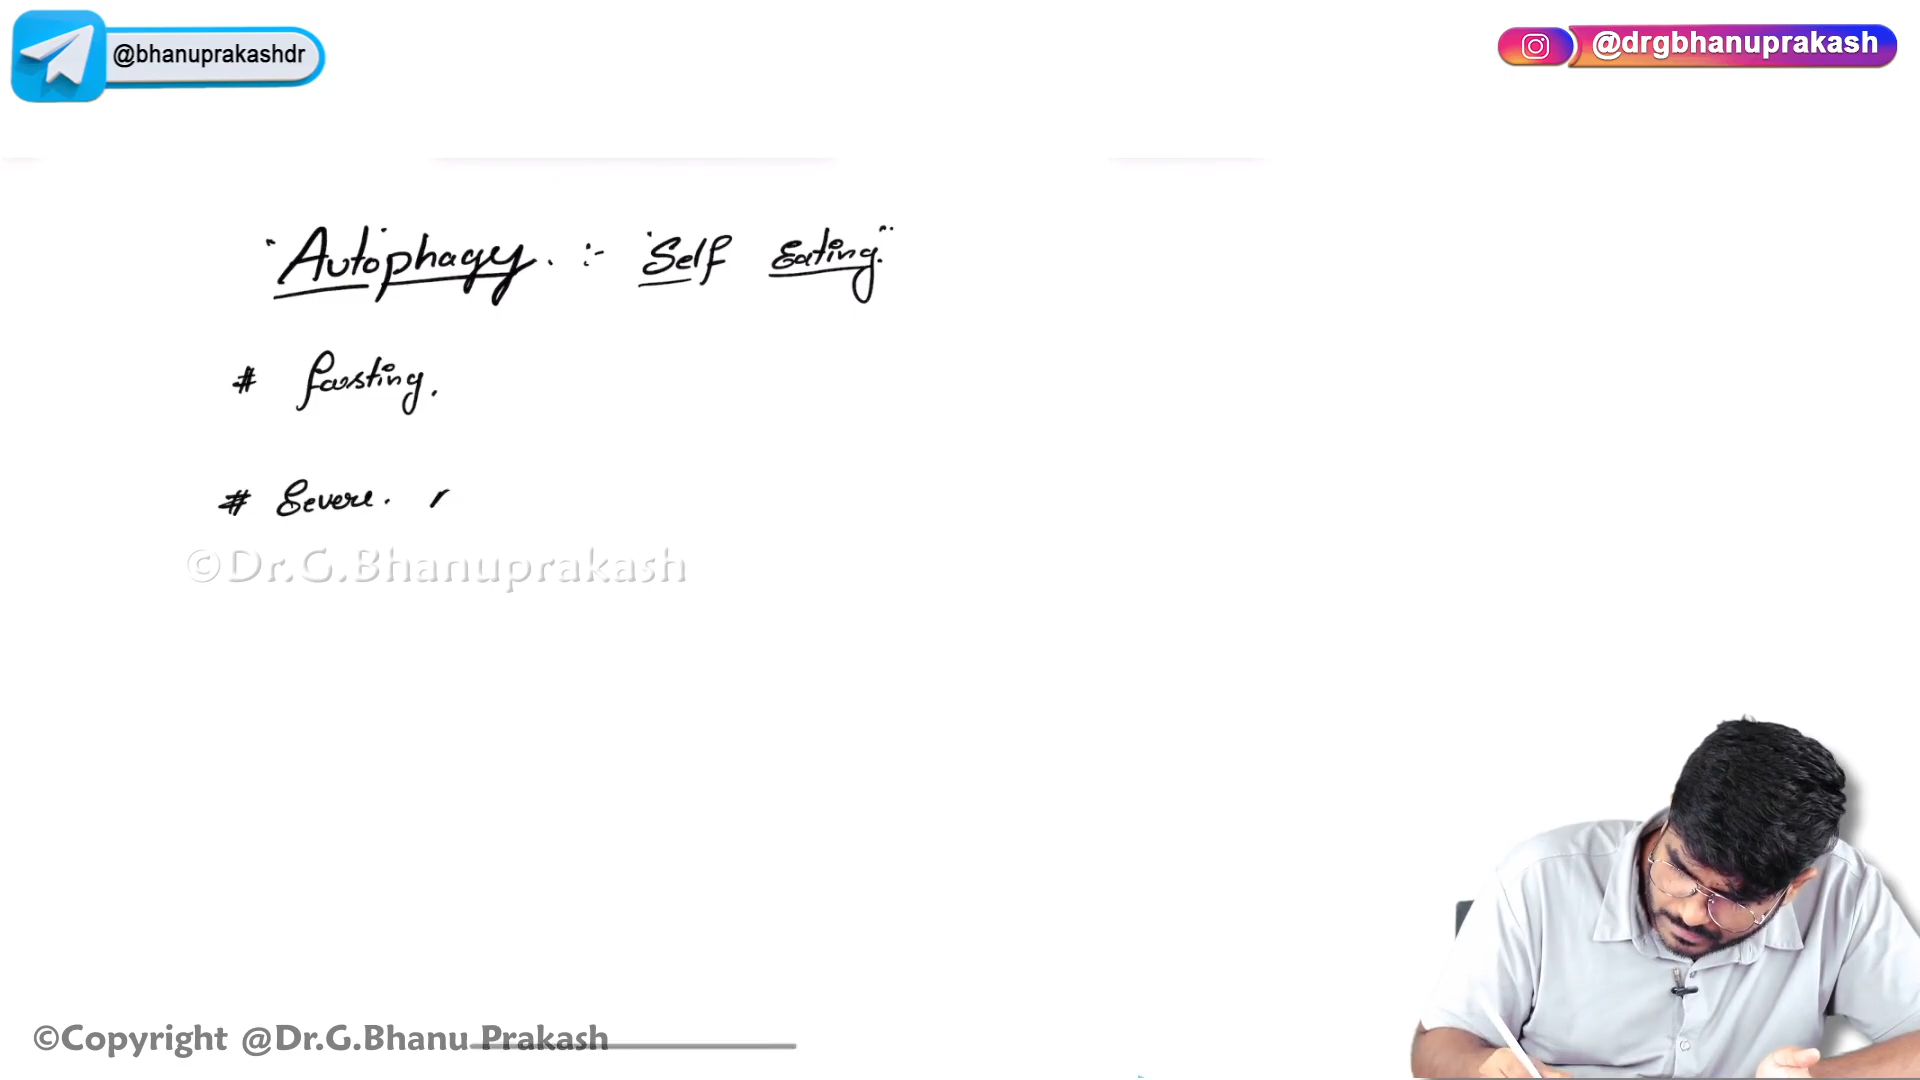 @bhanuprakashdr
@drgbhanuprakash
"Autophagy. :- "Self Eating."
# fasting.
# Severe.
©Dr.G.Bhanuprakash
©Copyright @Dr.G.Bhanu Prakash